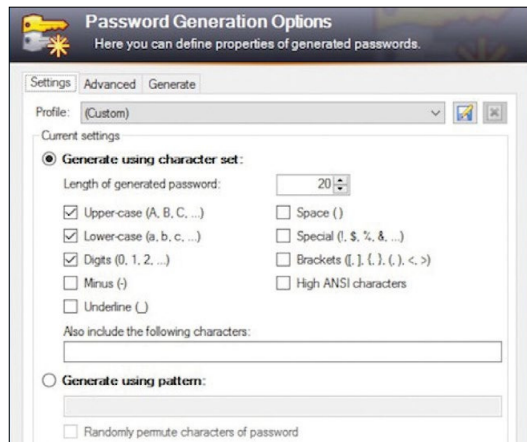 Password Generation Options
Here you can define properties of generated passwords.
Settings Advanced Generate
Profile: (Custom)
Current settings
Generate using character set:
Length of generated password: 20
Upper-case (A, B, C, ...) Space ( )
Lower-case (a, b, c, ...) Special (!, $, %, &, ...)
Digits (0, 1, 2, ...) Brackets ([, ], {, }, (, ), <, >)
Minus (-) High ANSI characters
Underline (_)
Also include the following characters:
Generate using pattern:
Randomly permute characters of password